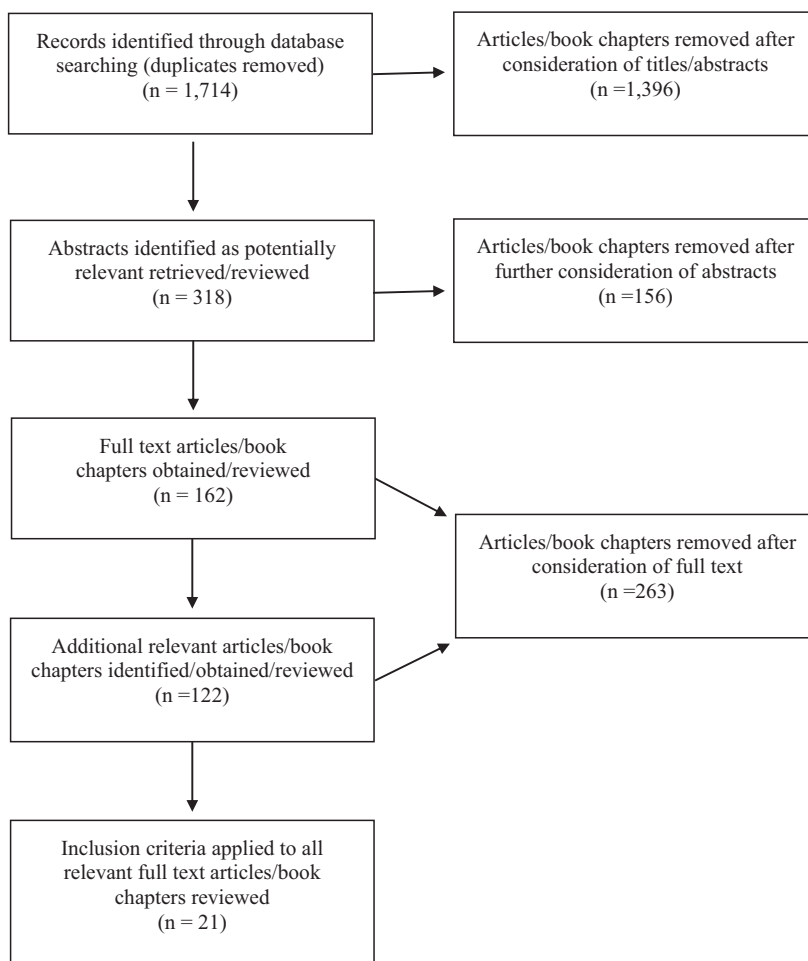 Records identified through database
searching (duplicates removed)
(n = 1,714)
Articles/book chapters removed after
consideration of titles/abstracts
(n =1,396)
Abstracts identified as potentially
relevant retrieved/reviewed
(n = 318)
Articles/book chapters removed after
further consideration of abstracts
(n =156)
Full text articles/book
chapters obtained/reviewed
(n = 162)
Articles/book chapters removed after
consideration of full text
(n =263)
Additional relevant articles/book
chapters identified/obtained/reviewed
(n =122)
Inclusion criteria applied to all
relevant full text articles/book
chapters reviewed
(n = 21)